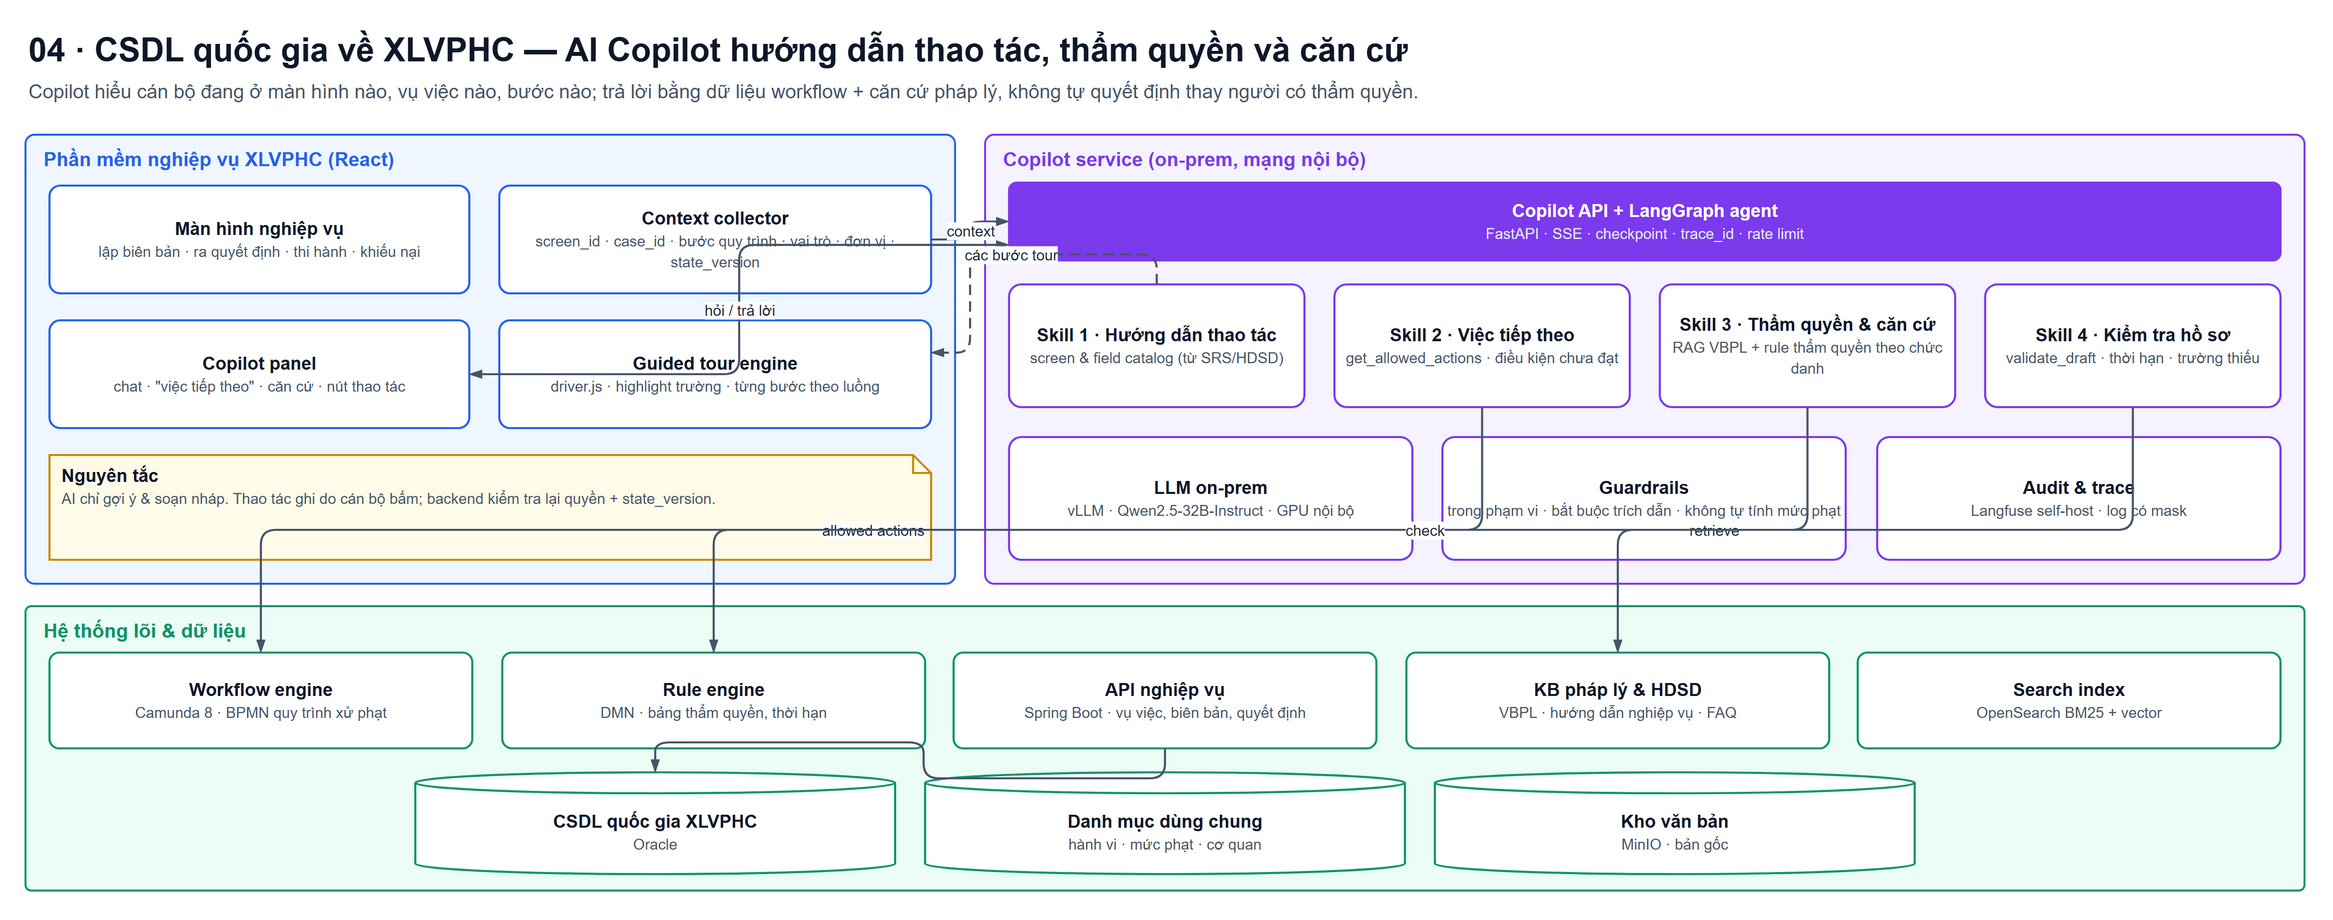 04 · CSDL quốc gia về XLVPHC — AI Copilot hướng dẫn thao tác, thẩm quyền và căn cứ
Copilot hiểu cán bộ đang ở màn hình nào, vụ việc nào, bước nào; trả lời bằng dữ liệu workflow + căn cứ pháp lý, không tự quyết định thay người có thẩm quyền.
Phần mềm nghiệp vụ XLVPHC (React)
Màn hình nghiệp vụ
lập biên bản · ra quyết định · thi hành · khiếu nại
Context collector
screen_id · case_id · bước quy trình · vai trò · đơn vị ·
state_version
hỏi / trả lời
Copilot panel
chat · "việc tiếp theo" · căn cứ · nút thao tác
Guided tour engine
driver.js · highlight trường · từng bước theo luồng
Nguyên tắc
AI chỉ gợi ý & soạn nháp. Thao tác ghi do cán bộ bấm; backend kiểm tra lại quyền + state_version.
allowed actions
context
các bước tour
Copilot service (on-prem, mạng nội bộ)
Copilot API + LangGraph agent
FastAPI · SSE · checkpoint · trace_id · rate limit
Skill 1 · Hướng dẫn thao tác
screen & field catalog (từ SRS/HDSD)
Skill 2 · Việc tiếp theo
get_allowed_actions · điều kiện chưa đạt
Skill 3 · Thẩm quyền & căn cứ
RAG VBPL + rule thẩm quyền theo chức
danh
Skill 4 · Kiểm tra hồ sơ
validate_draft · thời hạn · trường thiếu
LLM on-prem
vLLM · Qwen2.5-32B-Instruct · GPU nội bộ
check
Guardrails
trong phạm vi · bắt buộc trích dẫn · không tự tính mức phạt
retrieve
Audit & trace
Langfuse self-host · log có mask
Hệ thống lõi & dữ liệu
Workflow engine
Camunda 8 · BPMN quy trình xử phạt
Rule engine
DMN · bảng thẩm quyền, thời hạn
API nghiệp vụ
Spring Boot · vụ việc, biên bản, quyết định
KB pháp lý & HDSD
VBPL · hướng dẫn nghiệp vụ · FAQ
Search index
OpenSearch BM25 + vector
CSDL quốc gia XLVPHC
Oracle
Danh mục dùng chung
hành vi · mức phạt · cơ quan
Kho văn bản
MinIO · bản gốc